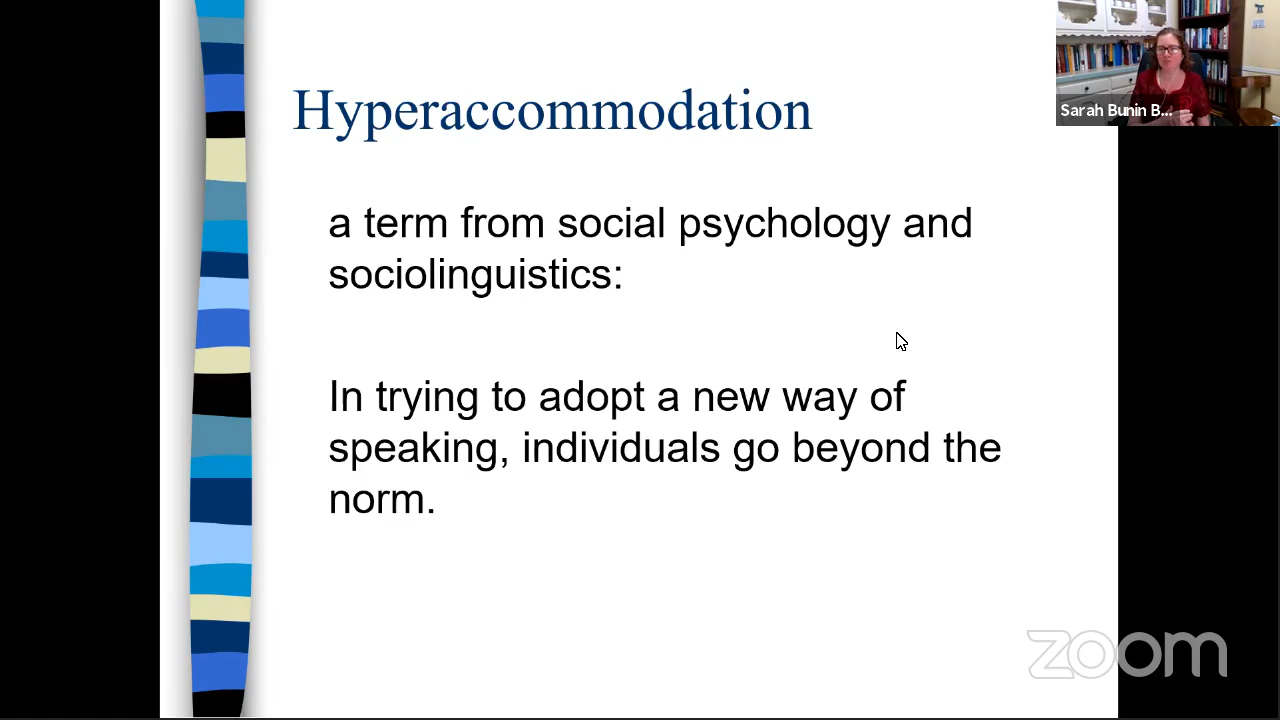 Hyperaccommodation
a term from social psychology and
sociolinguistics:
In trying to adopt a new way of
speaking, individuals go beyond the
norm.
Sarah Bunin B...
zoom